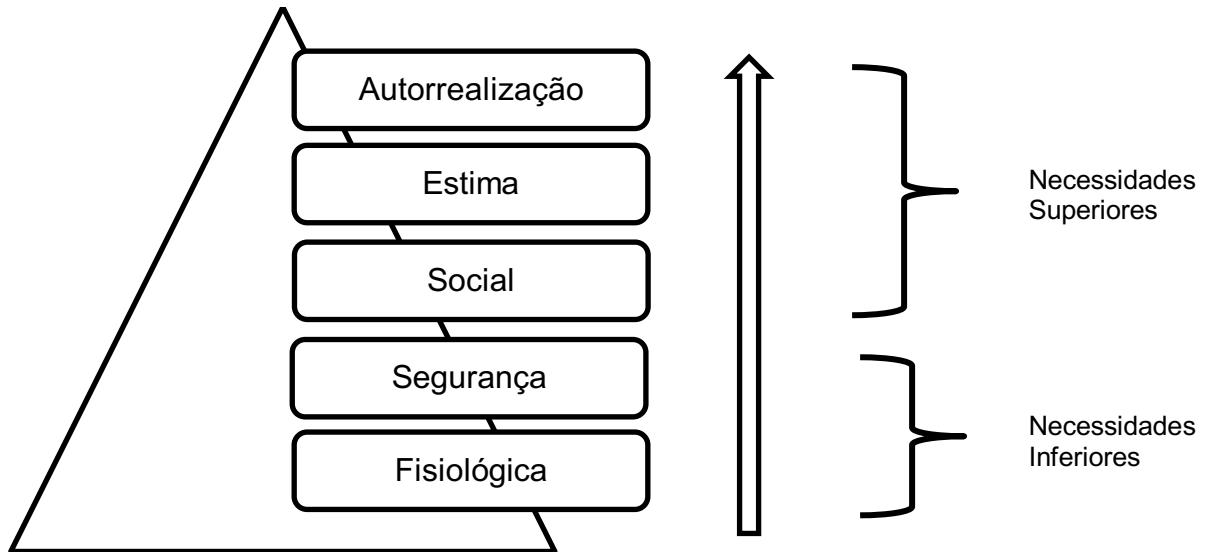 Autorrealização
Estima
Social
Segurança
Fisiológica
Necessidades
Superiores
Necessidades
Inferiores